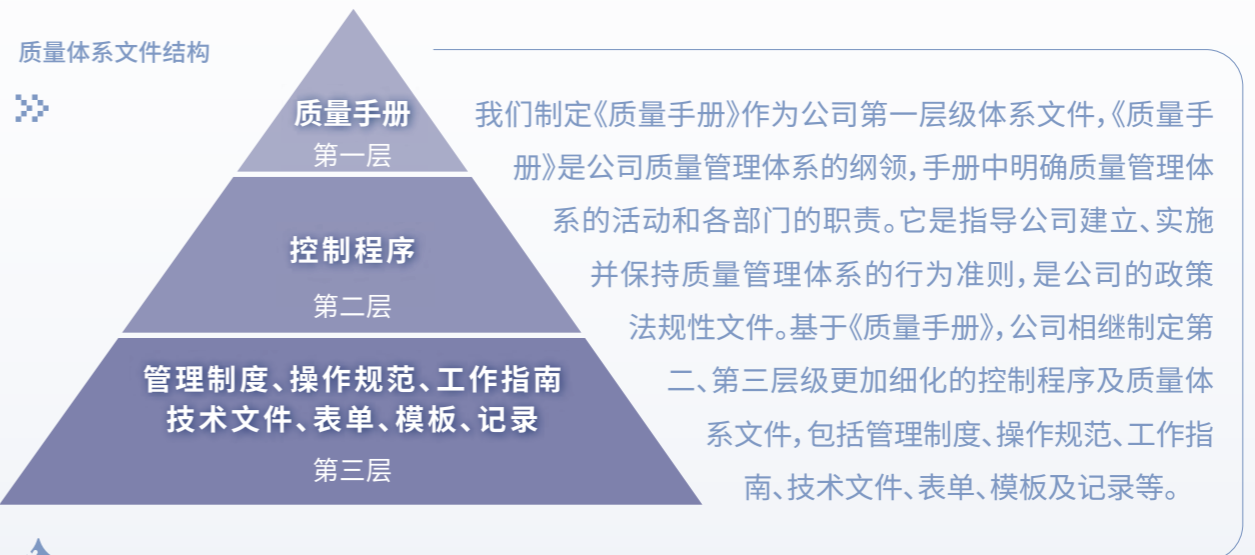 质量体系文件结构
质量手册
第一层
控制程序
第二层
管理制度、操作规范、工作指南
技术文件、表单、模板、记录
第三层
我们制定《质量手册》作为公司第一层级体系文件，《质量手
册》是公司质量管理体系的纲领，手册中明确质量管理体
系的活动和各部门的职责。它是指导公司建立、实施
并保持质量管理体系的行为准则，是公司的政策
法规性文件。基于《质量手册》，公司相继制定第
二、第三层级更加细化的控制程序及质量体
系文件，包括管理制度、操作规范、工作指
南、技术文件、表单、模板及记录等。